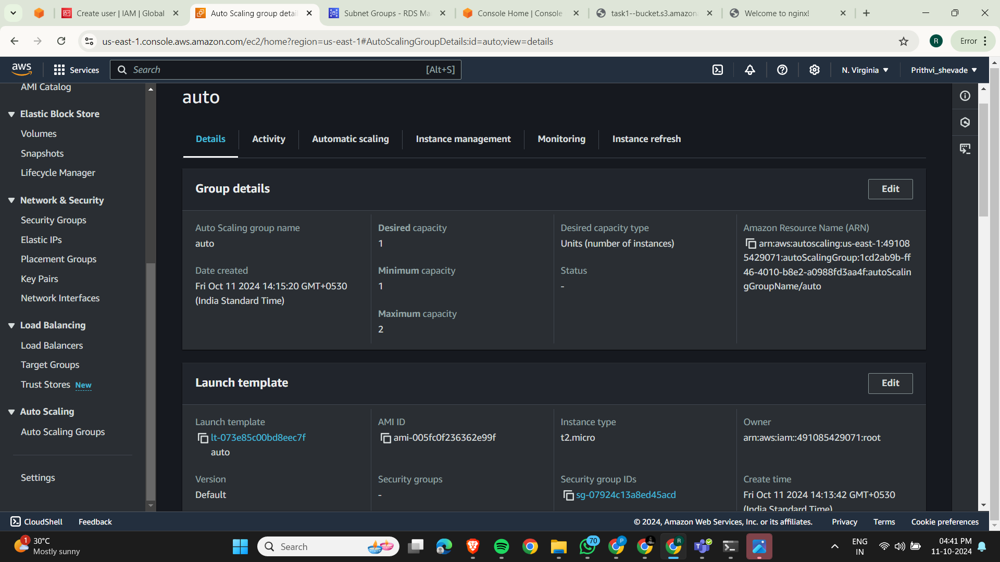 Create user | IAM | Global
Auto Scaling group detai
Subnet Groups - RDS Ma
Console Home | Console
task1--bucket.s3.amazon
Welcome to nginx!
us-east-1.console.aws.amazon.com/ec2/home?region=us-east-1#AutoScalingGroupDetails:id=auto;view=details
R
Error
aws
Services
Search
[Alt+S]
N. Virginia
Prithvi_shevade
AMI Catalog
Elastic Block Store
Volumes
Snapshots
Lifecycle Manager
Network & Security
Security Groups
Elastic IPs
Placement Groups
Key Pairs
Network Interfaces
Load Balancing
Load Balancers
Target Groups
Trust Stores New
Auto Scaling
Auto Scaling Groups
Settings
auto
Details
Activity
Automatic scaling
Instance management
Monitoring
Instance refresh
Group details
Edit
Auto Scaling group name
auto
Date created
Fri Oct 11 2024 14:15:20 GMT+0530
(India Standard Time)
Desired capacity
1
Minimum capacity
1
Maximum capacity
2
Desired capacity type
Units (number of instances)
Status
-
Amazon Resource Name (ARN)
arn:aws:autoscaling:us-east-1:49108
5429071:autoScalingGroup:1cd2ab9b-ff
46-4010-b8e2-a0988fd3aa4f:autoScalin
gGroupName/auto
Launch template
Edit
Launch template
lt-073e85c00bd8eec7f
auto
Version
Default
AMI ID
ami-005fc0f236362e99f
Security groups
-
Instance type
t2.micro
Security group IDs
sg-07924c13a8ed45acd
Owner
arn:aws:iam::491085429071:root
Create time
Fri Oct 11 2024 14:13:42 GMT+0530
(India Standard Time)
CloudShell
Feedback
© 2024, Amazon Web Services, Inc. or its affiliates.
Privacy
Terms
Cookie preferences
1
30°C
Mostly sunny
Search
70
P
R
ENG
IN
04:41 PM
11-10-2024